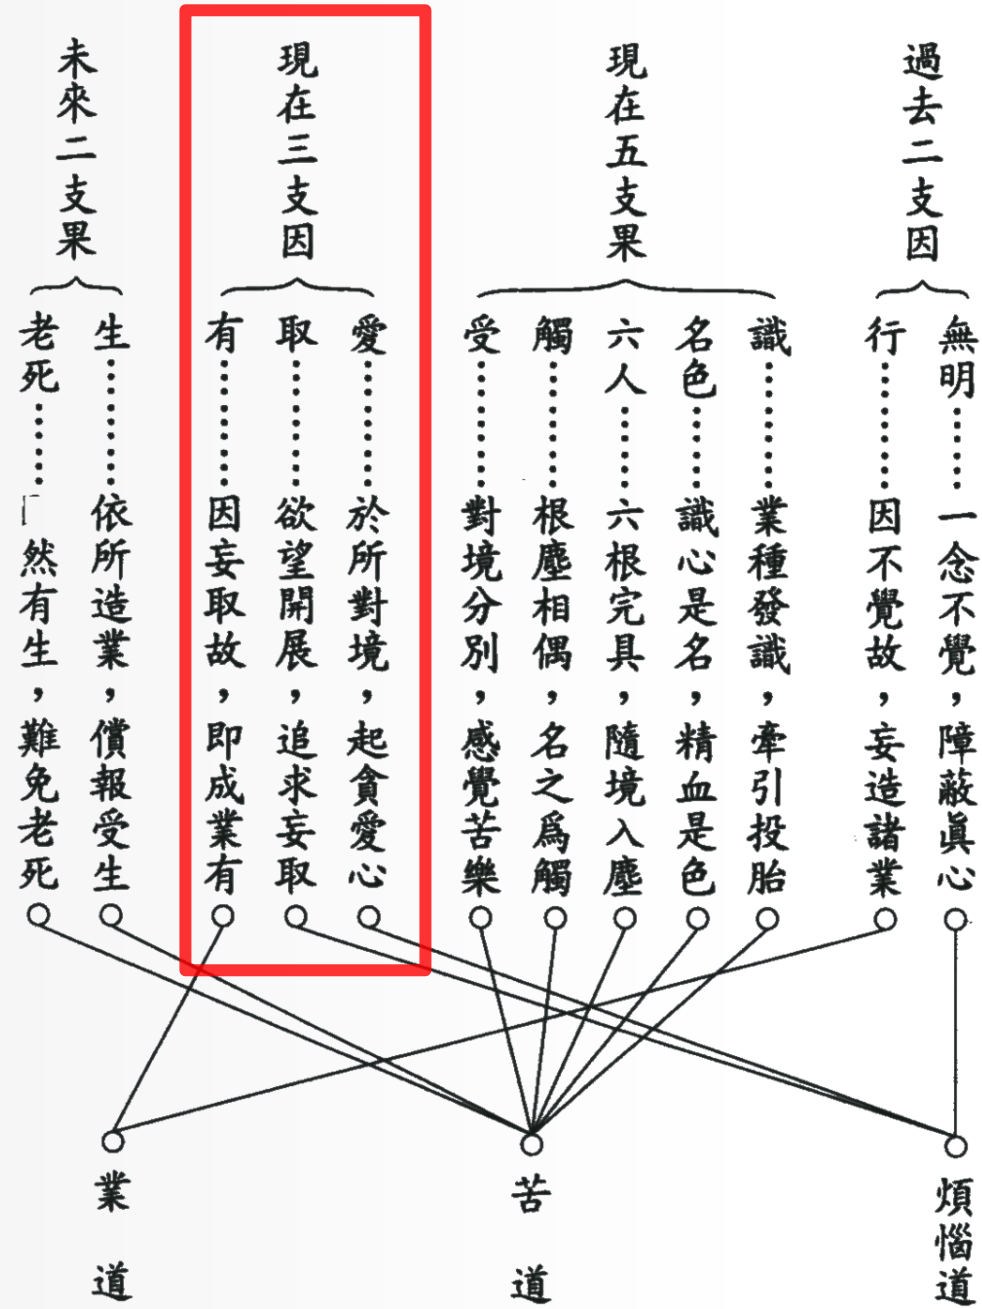 過去二支因
無明………一念不覺，障蔽眞心
行………因不覺故，妄造諸業
現在五支果
識………業種發識，牽引投胎
名色………識心是名，精血是色
六人………六根完具，隨境入塵
觸………根塵相偶，名之爲觸
受………對境分別，感覺苦樂
現在三支因
愛………於所對境，起貪愛心
取………欲望開展，追求妄取
有………因妄取故，即成業有
未來二支果
生………依所造業，償報受生
老死………然有生，難免老死
煩惱道
苦道
業道